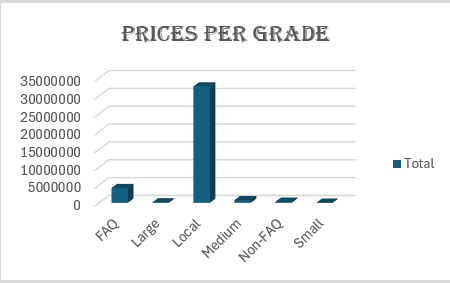 PRICES PER GRADE
35000000
30000000
25000000
20000000
15000000
10000000
5000000
0
FAQ
Large
Local
Medium
Non-FAQ
Small
Total